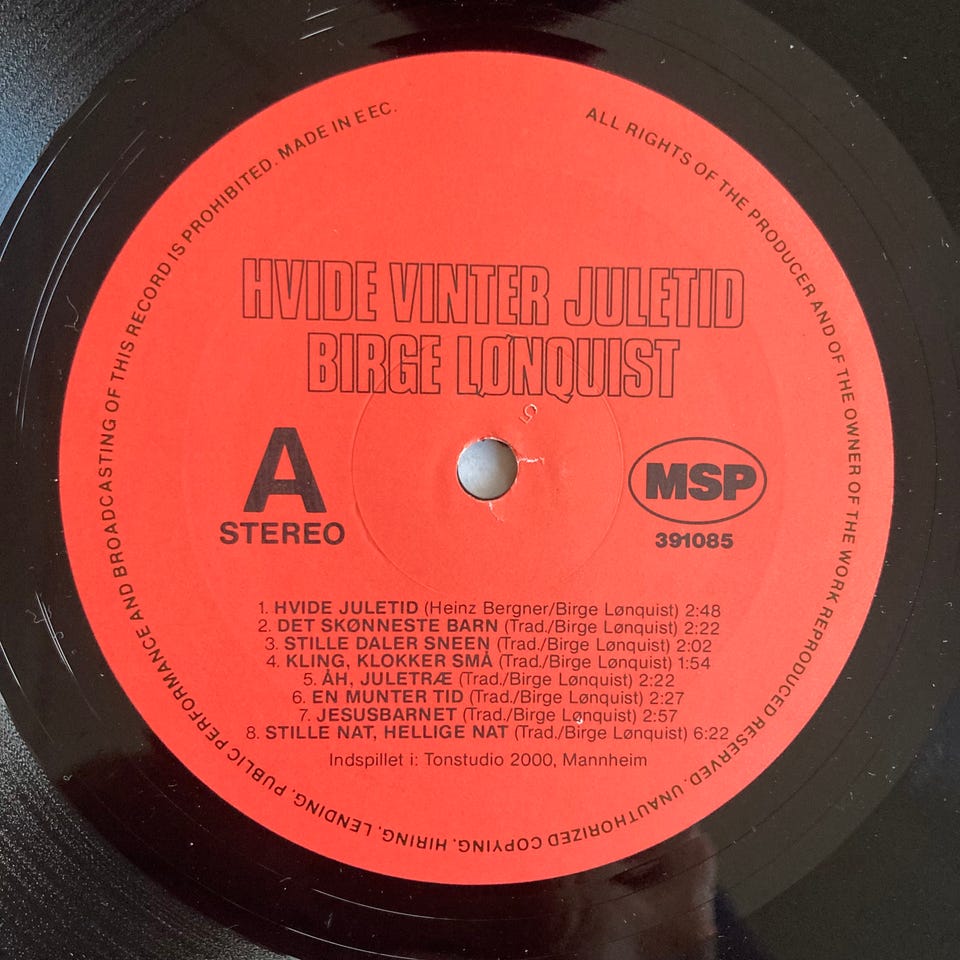 ALL RIGHTS OF THE PRODUCER AND OF THE OWNER OF THE WORK REPRODUCED RESERVED. UNAUTHORIZED COPYING, HIRING, LENDING, PUBLIC PERFORMANCE AND BROADCASTING OF THIS RECORD IS PROHIBITED. MADE IN EEC.
HVIDE VINTER JULETID
BIRGE LØNQUIST
A
STEREO
MSP
391085
1. HVIDE JULETID (Heinz Bergner/Birge Lønquist) 2:48
2. DET SKØNNESTE BARN (Trad./Birge Lønquist) 2:22
3. STILLE DALER SNEEN (Trad./Birge Lønquist) 2:02
4. KLING, KLOKKER SMÅ (Trad./Birge Lønquist) 1:54
5. ÅH, JULETRÆ (Trad./Birge Lønquist) 2:22
6. EN MUNTER TID (Trad./Birge Lønquist) 2:27
7. JESUSBARNET (Trad./Birge Lønquist) 2:57
8. STILLE NAT, HELLIGE NAT (Trad./Birge Lønquist) 6:22
Indspillet i: Tonstudio 2000, Mannheim